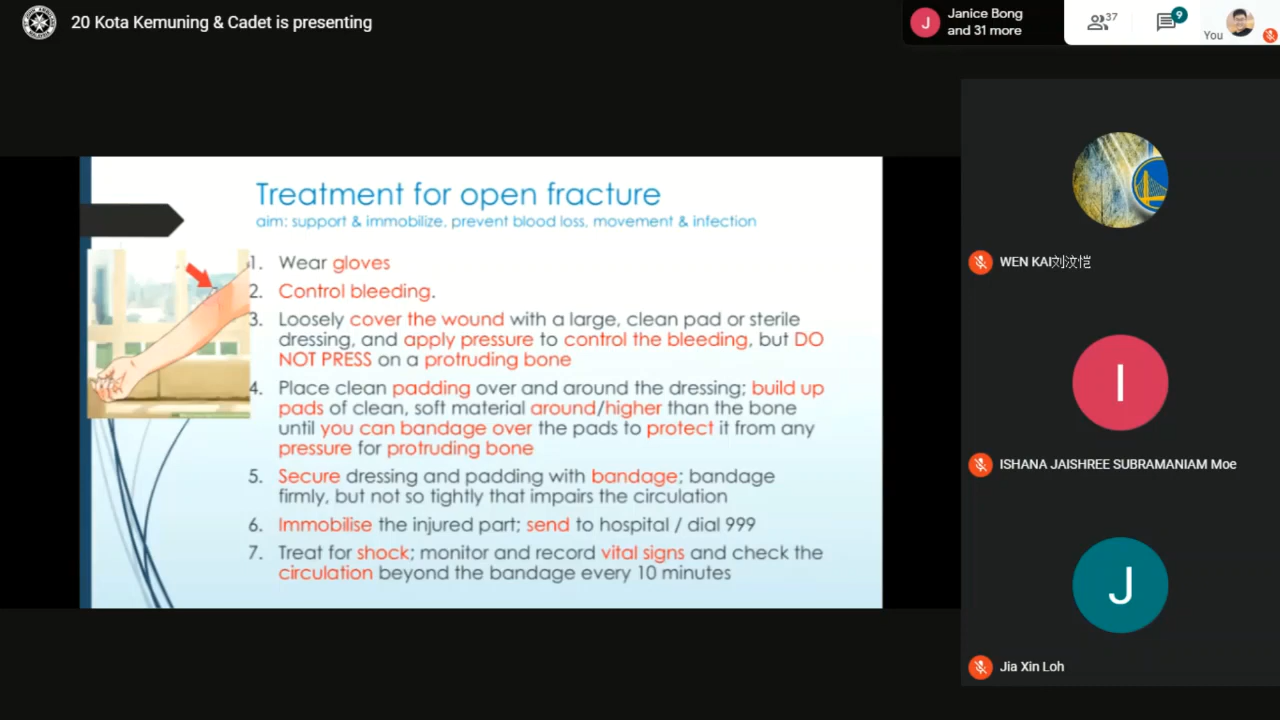 20 Kota Kemuning & Cadet is presenting
J
Janice Bong
and 31 more
37
9
You
Treatment for open fracture
aim: support & immobilize, prevent blood loss, movement & infection
1. Wear gloves
2. Control bleeding.
3. Loosely cover the wound with a large, clean pad or sterile
dressing, and apply pressure to control the bleeding, but DO
NOT PRESS on a protruding bone
4. Place clean padding over and around the dressing; build up
pads of clean, soft material around/higher than the bone
until you can bandage over the pads to protect it from any
pressure for protruding bone
5. Secure dressing and padding with bandage; bandage
firmly, but not so tightly that impairs the circulation
6. Immobilise the injured part; send to hospital / dial 999
7. Treat for shock; monitor and record vital signs and check the
circulation beyond the bandage every 10 minutes
WEN KAI刘汶恺
I
ISHANA JAISHREE SUBRAMANIAM Moe
J
Jia Xin Loh